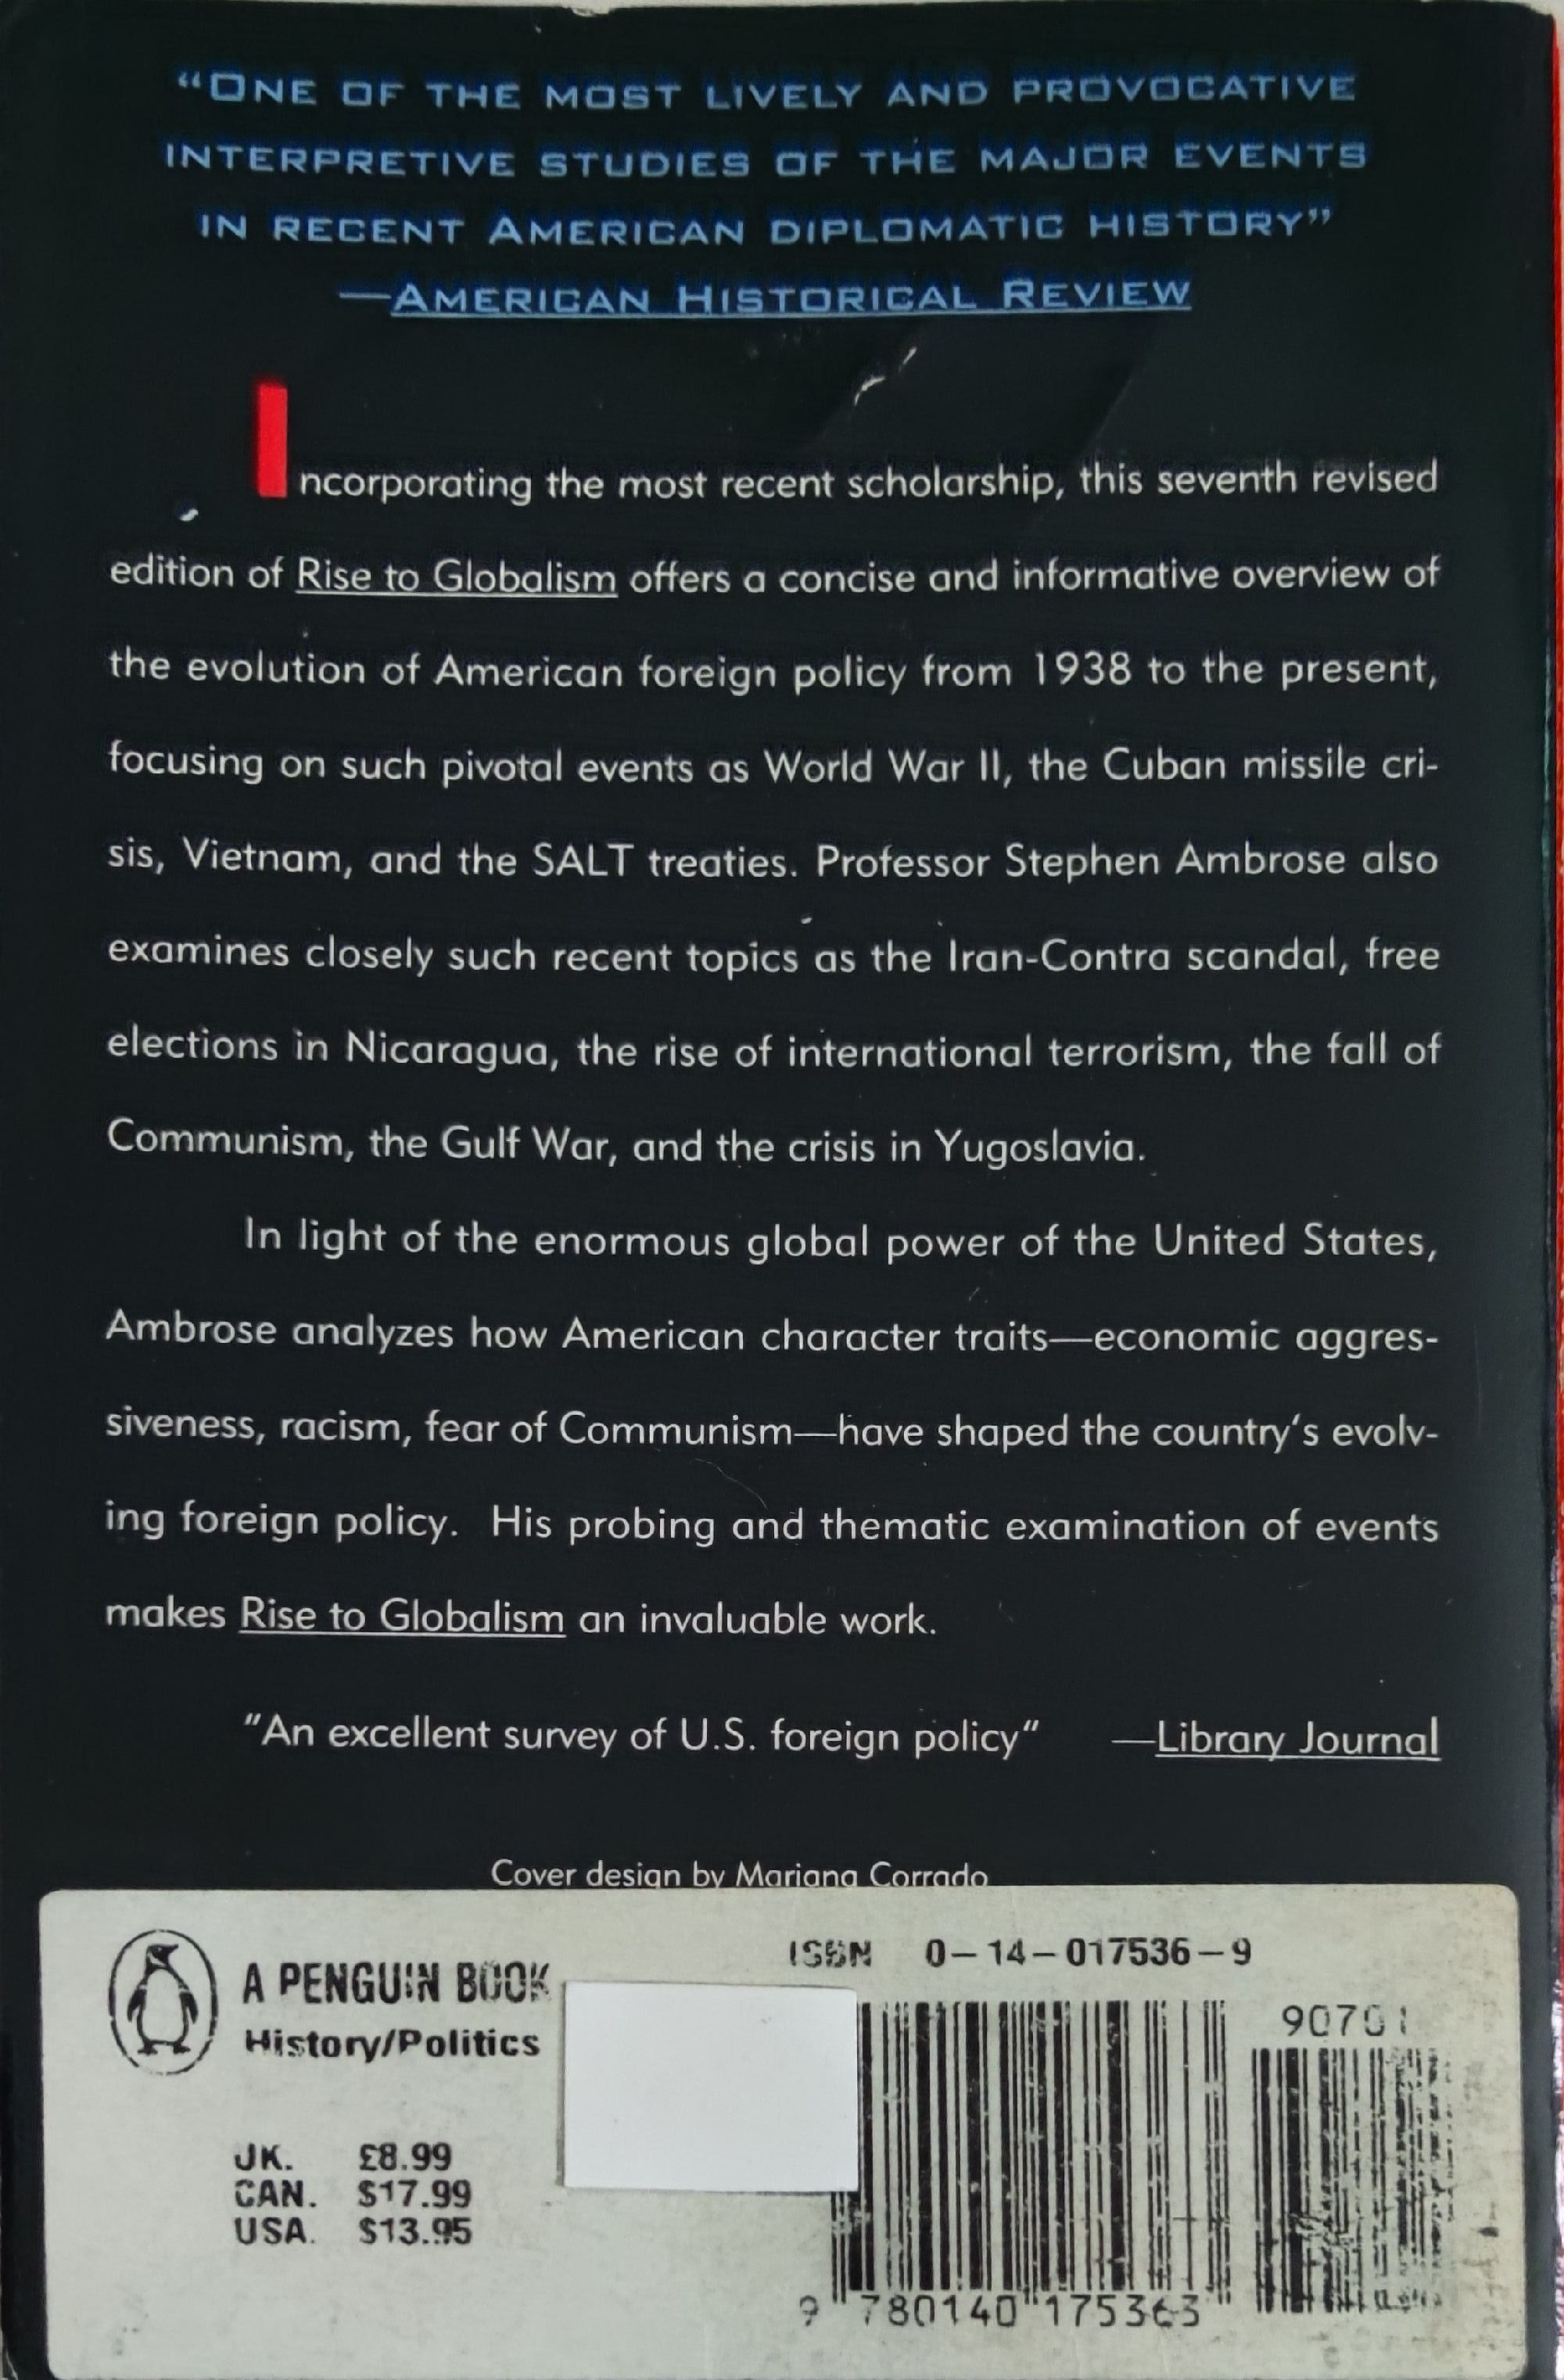 “ONE OF THE MOST LIVELY AND PROVOCATIVE
INTERPRETIVE STUDIES OF THE MAJOR EVENTS
IN RECENT AMERICAN DIPLOMATIC HISTORY”
—AMERICAN HISTORICAL REVIEW
Incorporating the most recent scholarship, this seventh revised
edition of Rise to Globalism offers a concise and informative overview of
the evolution of American foreign policy from 1938 to the present,
focusing on such pivotal events as World War II, the Cuban missile cri-
sis, Vietnam, and the SALT treaties. Professor Stephen Ambrose also
examines closely such recent topics as the Iran-Contra scandal, free
elections in Nicaragua, the rise of international terrorism, the fall of
Communism, the Gulf War, and the crisis in Yugoslavia.
In light of the enormous global power of the United States,
Ambrose analyzes how American character traits—economic aggres-
siveness, racism, fear of Communism—have shaped the country's evolv-
ing foreign policy. His probing and thematic examination of events
makes Rise to Globalism an invaluable work.
"An excellent survey of U.S. foreign policy" —Library Journal
Cover design by Mariana Corrado
A PENGUIN BOOK
History/Politics
UK. £8.99
CAN. $17.99
USA. $13.95
ISBN 0-14-017536-9
9 780140 175363